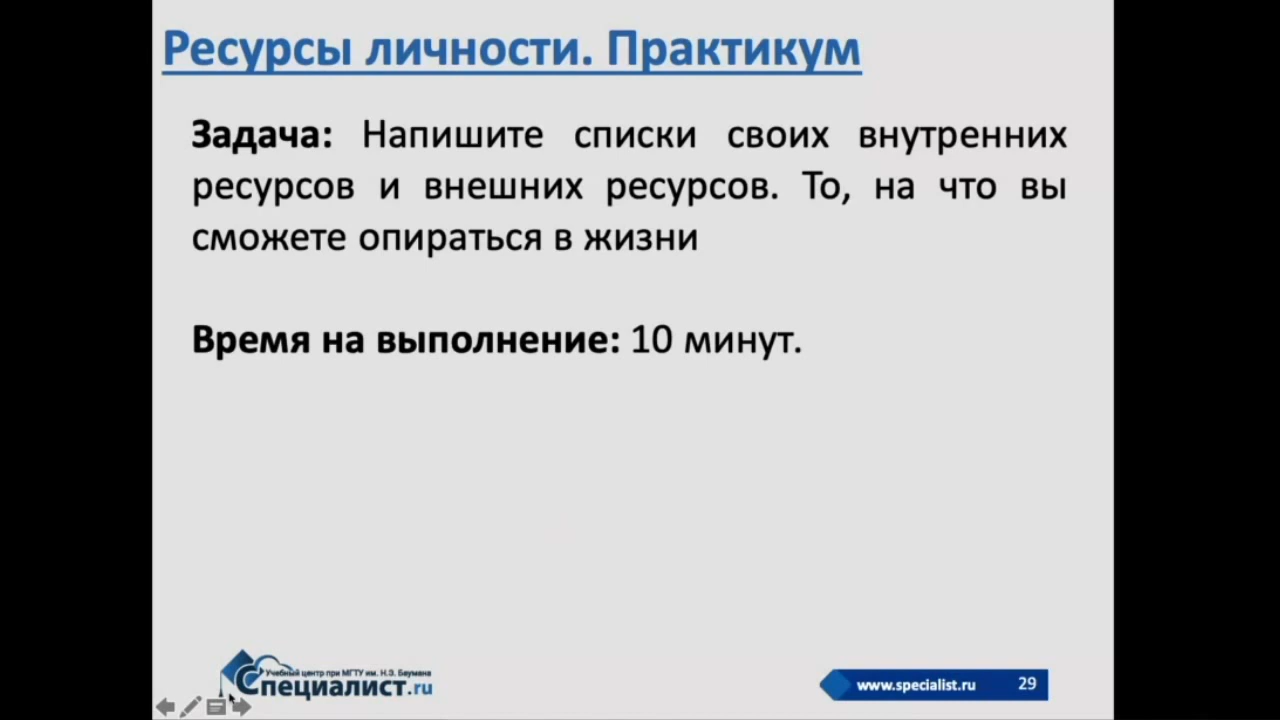 Ресурсы личности. Практикум
Задача: Напишите списки своих внутренних
ресурсов и внешних ресурсов. То, на что вы
сможете опираться в жизни
Время на выполнение: 10 минут.
Учебный центр при МГТУ им. Н.Э. Баумана
Специалист.ru
www.specialist.ru 29